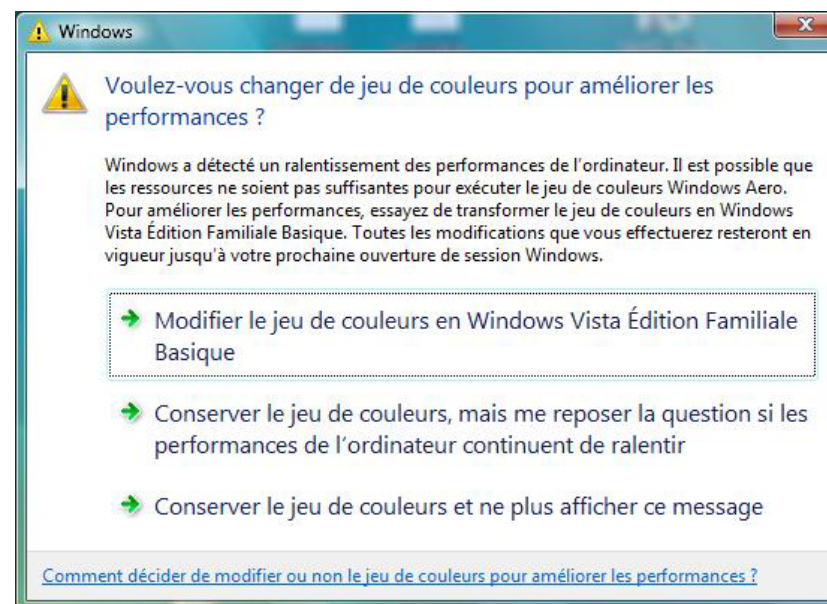 Windows
Voulez-vous changer de jeu de couleurs pour améliorer les
performances ?
Windows a détecté un ralentissement des performances de l'ordinateur. Il est possible que
les ressources ne soient pas suffisantes pour exécuter le jeu de couleurs Windows Aero.
Pour améliorer les performances, essayez de transformer le jeu de couleurs en Windows
Vista Édition Familiale Basique. Toutes les modifications que vous effectuerez resteront en
vigueur jusqu'à votre prochaine ouverture de session Windows.
Modifier le jeu de couleurs en Windows Vista Édition Familiale
Basique
Conserver le jeu de couleurs, mais me reposer la question si les
performances de l'ordinateur continuent de ralentir
Conserver le jeu de couleurs et ne plus afficher ce message
Comment décider de modifier ou non le jeu de couleurs pour améliorer les performances ?